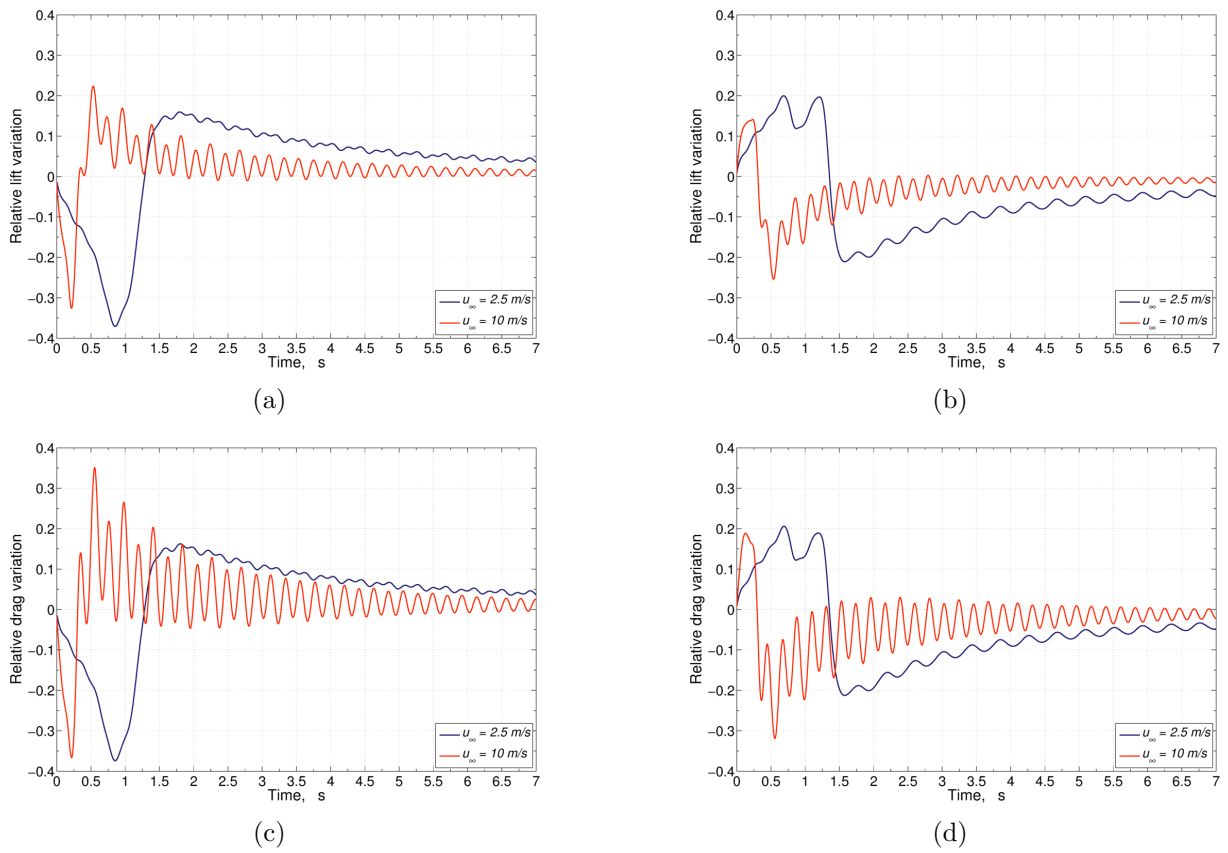 0.4
0.3
0.2
0.1
0
−0.1
−0.2
−0.3
−0.4
Relative lift variation
u∞ = 2.5 m/s
u∞ = 10 m/s
0 0.5 1 1.5 2 2.5 3 3.5 4 4.5 5 5.5 6 6.5 7
Time, s
(a)
0.4
0.3
0.2
0.1
0
−0.1
−0.2
−0.3
−0.4
Relative lift variation
u∞ = 2.5 m/s
u∞ = 10 m/s
0 0.5 1 1.5 2 2.5 3 3.5 4 4.5 5 5.5 6 6.5 7
Time, s
(b)
0.4
0.3
0.2
0.1
0
−0.1
−0.2
−0.3
−0.4
Relative drag variation
u∞ = 2.5 m/s
u∞ = 10 m/s
0 0.5 1 1.5 2 2.5 3 3.5 4 4.5 5 5.5 6 6.5 7
Time, s
(c)
0.4
0.3
0.2
0.1
0
−0.1
−0.2
−0.3
−0.4
Relative drag variation
u∞ = 2.5 m/s
u∞ = 10 m/s
0 0.5 1 1.5 2 2.5 3 3.5 4 4.5 5 5.5 6 6.5 7
Time, s
(d)